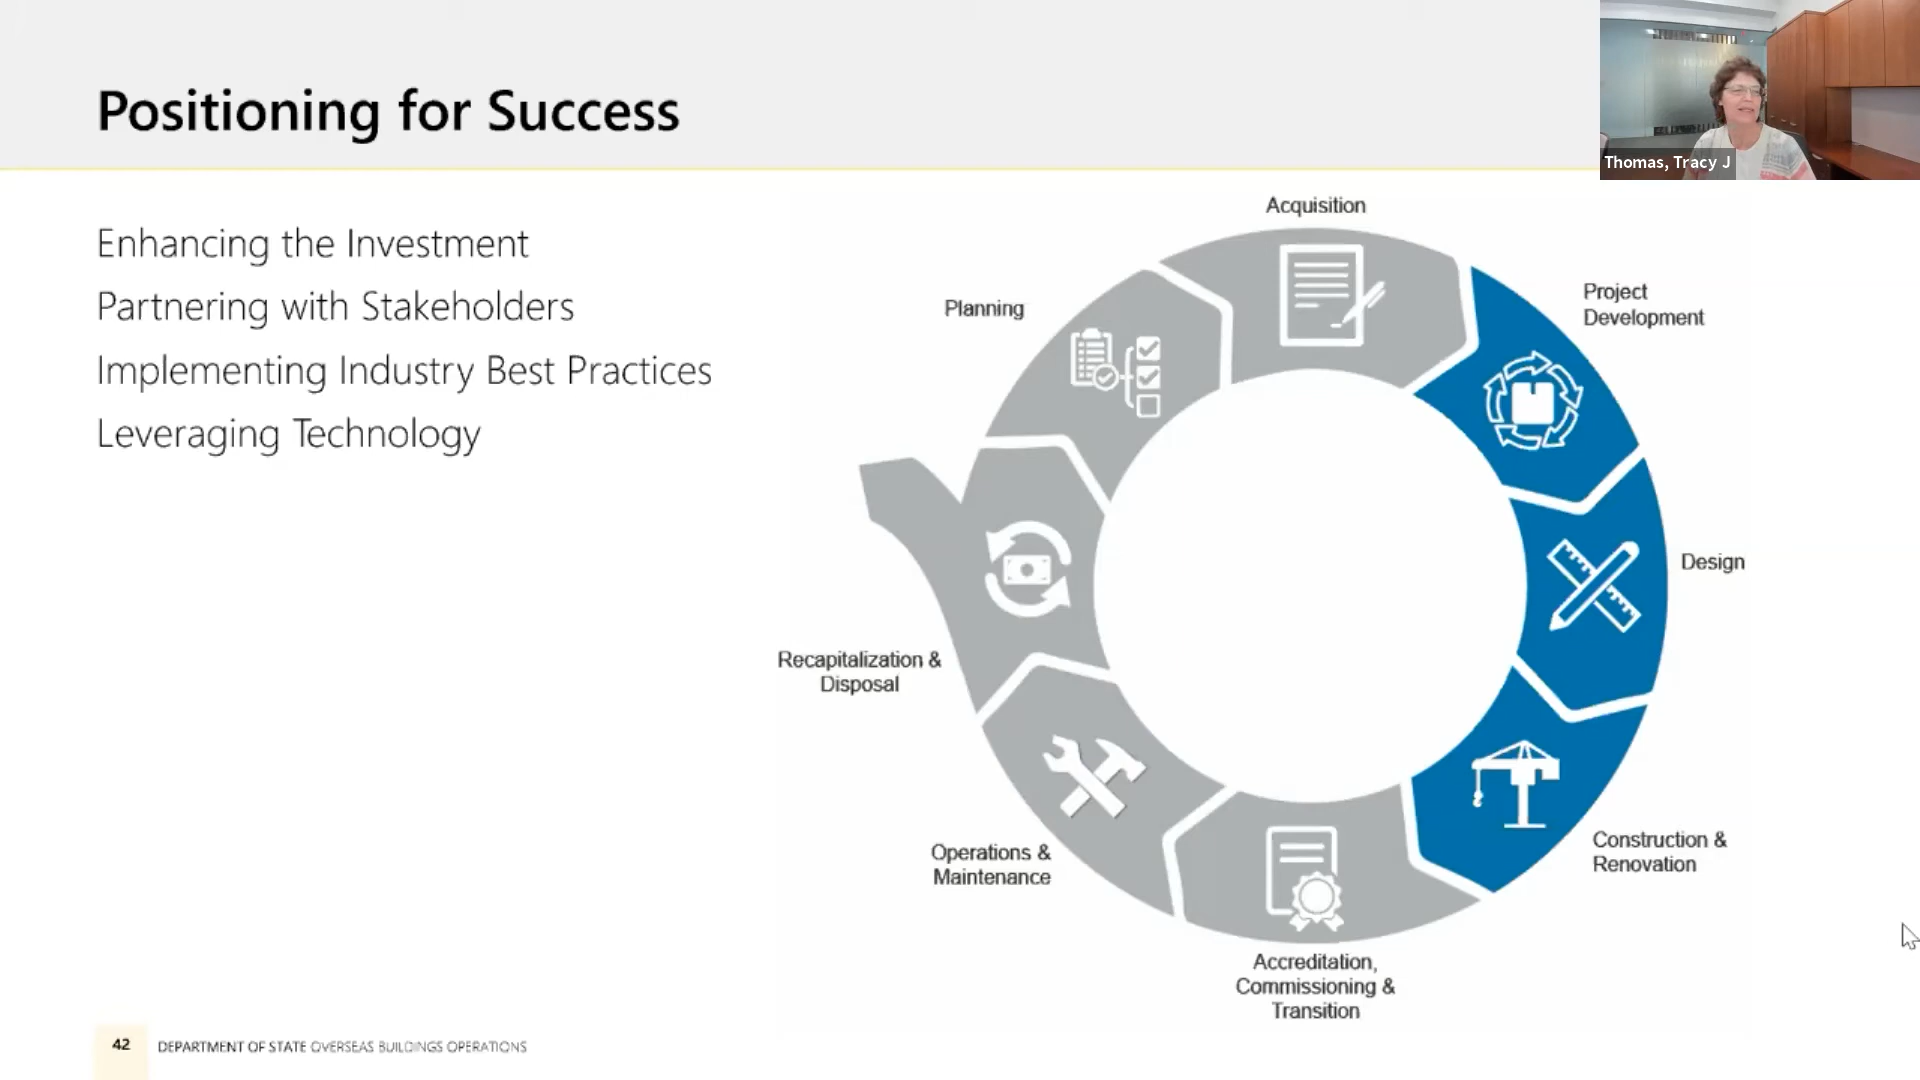 Positioning for Success
Thomas, Tracy J
Enhancing the Investment
Partnering with Stakeholders
Implementing Industry Best Practices
Leveraging Technology
Acquisition
Planning
Project
Development
Design
Recapitalization &
Disposal
Construction &
Renovation
Operations &
Maintenance
Accreditation,
Commissioning &
Transition
42
DEPARTMENT OF STATE OVERSEAS BUILDINGS OPERATIONS